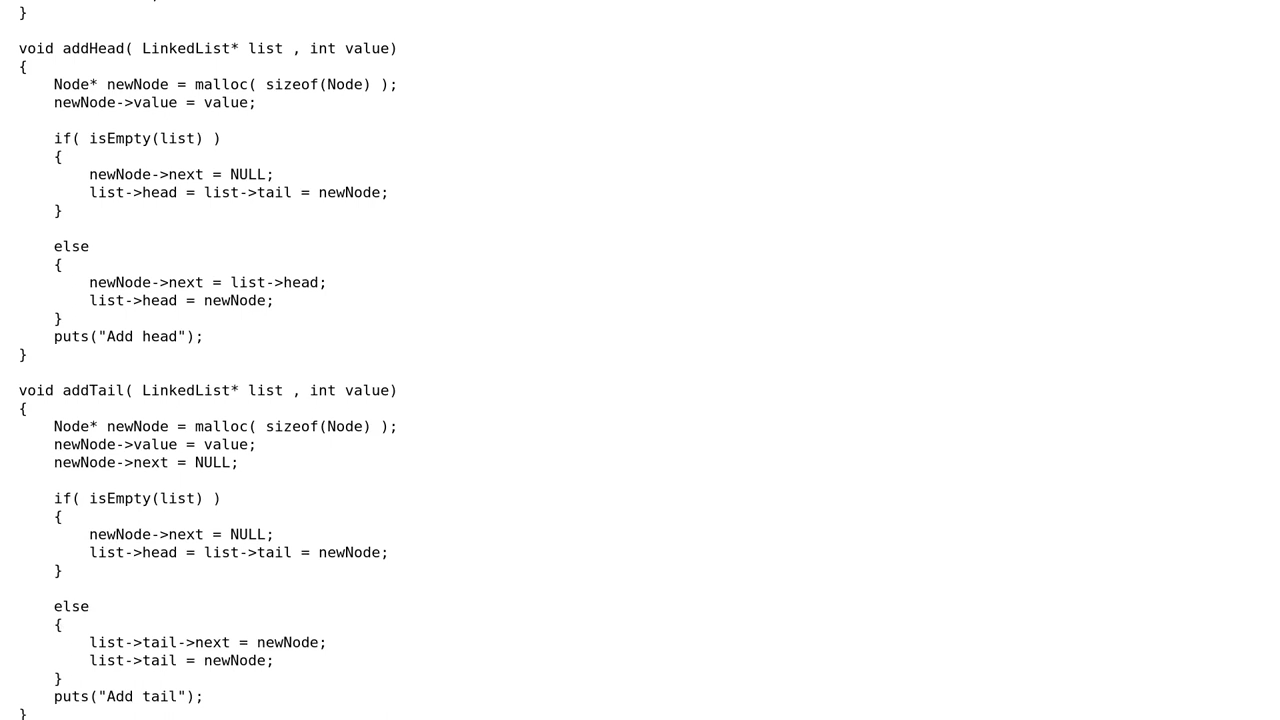 }
void addHead( LinkedList* list , int value)
{
    Node* newNode = malloc( sizeof(Node) );
    newNode->value = value;
    if( isEmpty(list) )
    {
        newNode->next = NULL;
        list->head = list->tail = newNode;
    }
    else
    {
        newNode->next = list->head;
        list->head = newNode;
    }
    puts("Add head");
}
void addTail( LinkedList* list , int value)
{
    Node* newNode = malloc( sizeof(Node) );
    newNode->value = value;
    newNode->next = NULL;
    if( isEmpty(list) )
    {
        newNode->next = NULL;
        list->head = list->tail = newNode;
    }
    else
    {
        list->tail->next = newNode;
        list->tail = newNode;
    }
    puts("Add tail");
}